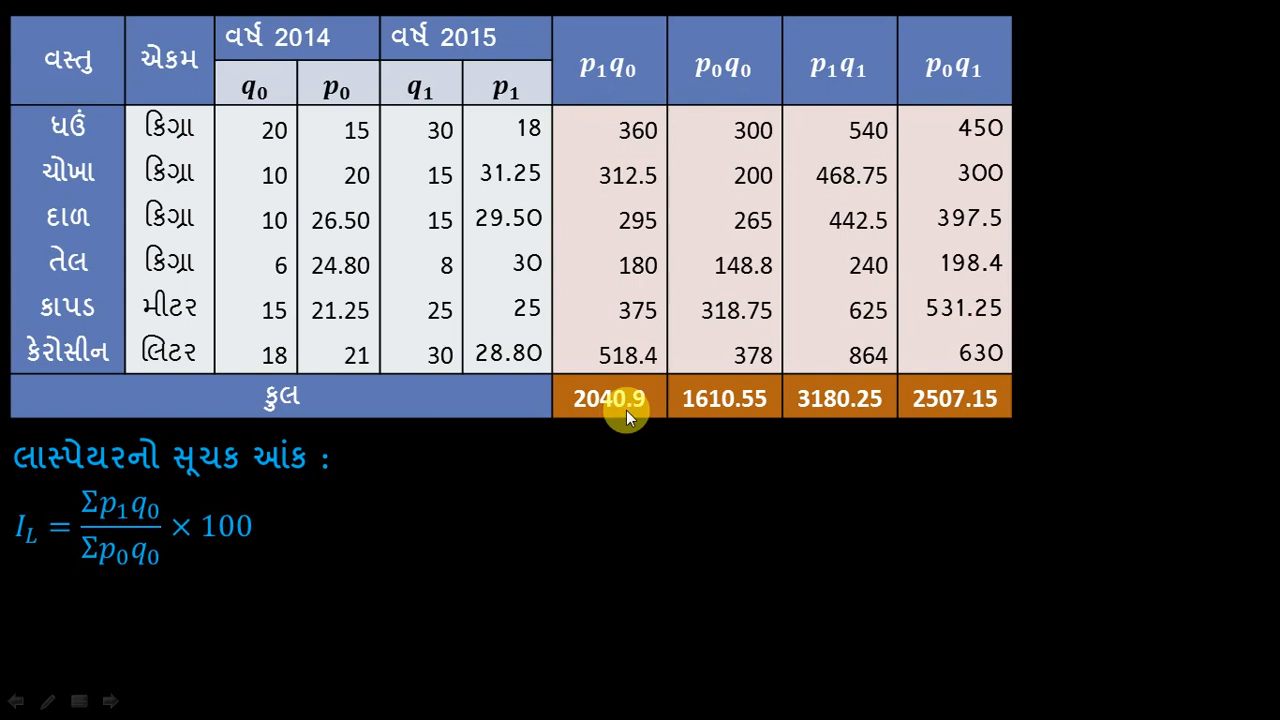 વસ્તુ એકમ વર્ષ 2014 વર્ષ 2015 p₁q₀ p₀q₀ p₁q₁ p₀q₁
q₀ p₀ q₁ p₁
ઘઉં કિગ્રા 20 15 30 18 360 300 540 450
ચોખા કિગ્રા 10 20 15 31.25 312.5 200 468.75 300
દાળ કિગ્રા 10 26.50 15 29.50 295 265 442.5 397.5
તેલ કિગ્રા 6 24.80 8 30 180 148.8 240 198.4
કાપડ મીટર 15 21.25 25 25 375 318.75 625 531.25
કેરોસીન લિટર 18 21 30 28.80 518.4 378 864 630
કુલ 2040.9 1610.55 3180.25 2507.15
લાસ્પેયરનો સૂચક આંક :
I_L = Σp₁q₀ / Σp₀q₀ × 100